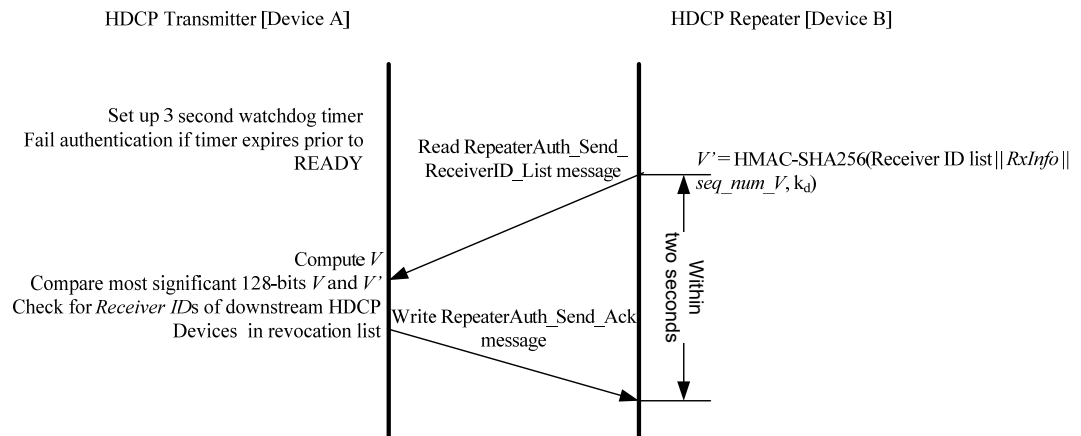 HDCP Transmitter [Device A]
HDCP Repeater [Device B]
Set up 3 second watchdog timer
Fail authentication if timer expires prior to
READY
Read RepeaterAuth_Send_
ReceiverID_List message
V’ = HMAC-SHA256(Receiver ID list || RxInfo ||
seq_num_V, kd)
Within
two seconds
Compute V
Compare most significant 128-bits V and V’
Check for Receiver IDs of downstream HDCP
Devices in revocation list
Write RepeaterAuth_Send_Ack
message